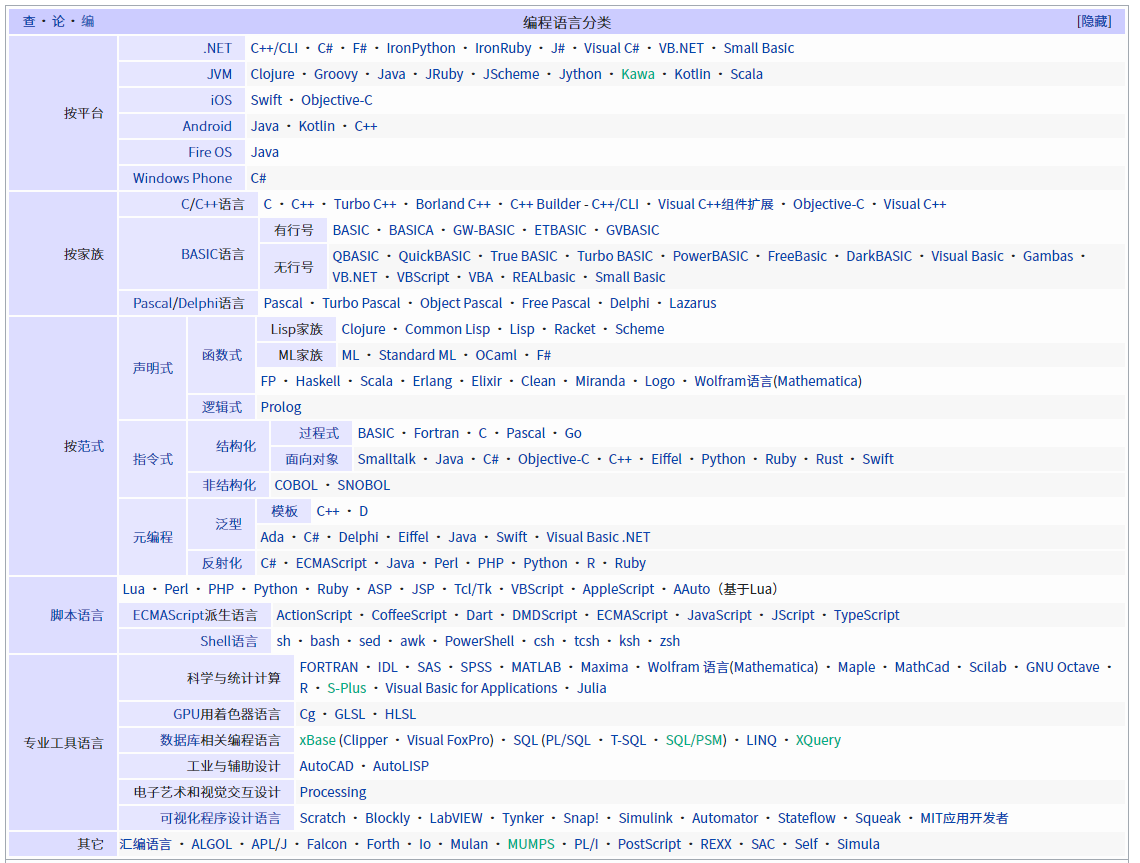 查・论・编 编程语言分类 [隐藏]
按平台
.NET C++/CLI・C#・F#・IronPython・IronRuby・J#・Visual C#・VB.NET・Small Basic
JVM Clojure・Groovy・Java・JRuby・JScheme・Jython・Kawa・Kotlin・Scala
iOS Swift・Objective-C
Android Java・Kotlin・C++
Fire OS Java
Windows Phone C#
按家族
C/C++语言 C・C++・Turbo C++・Borland C++・C++ Builder - C++/CLI・Visual C++组件扩展・Objective-C・Visual C++
BASIC语言
有行号 BASIC・BASICA・GW-BASIC・ETBASIC・GVBASIC
无行号 QBASIC・QuickBASIC・True BASIC・Turbo BASIC・PowerBASIC・FreeBasic・DarkBASIC・Visual Basic・Gambas・
VB.NET・VBScript・VBA・REALbasic・Small Basic
Pascal/Delphi语言 Pascal・Turbo Pascal・Object Pascal・Free Pascal・Delphi・Lazarus
按范式
声明式
函数式
Lisp家族 Clojure・Common Lisp・Lisp・Racket・Scheme
ML家族 ML・Standard ML・OCaml・F#
FP・Haskell・Scala・Erlang・Elixir・Clean・Miranda・Logo・Wolfram语言(Mathematica)
逻辑式 Prolog
指令式
结构化
过程式 BASIC・Fortran・C・Pascal・Go
面向对象 Smalltalk・Java・C#・Objective-C・C++・Eiffel・Python・Ruby・Rust・Swift
非结构化 COBOL・SNOBOL
元编程
泛型
模板 C++・D
Ada・C#・Delphi・Eiffel・Java・Swift・Visual Basic .NET
反射化 C#・ECMAScript・Java・Perl・PHP・Python・R・Ruby
脚本语言
Lua・Perl・PHP・Python・Ruby・ASP・JSP・Tcl/Tk・VBScript・AppleScript・AAuto（基于Lua）
ECMAScript派生语言 ActionScript・CoffeeScript・Dart・DMDScript・ECMAScript・JavaScript・JScript・TypeScript
Shell语言 sh・bash・sed・awk・PowerShell・csh・tcsh・ksh・zsh
专业工具语言
科学与统计计算 FORTRAN・IDL・SAS・SPSS・MATLAB・Maxima・Wolfram 语言(Mathematica)・Maple・MathCad・Scilab・GNU Octave・
R・S-Plus・Visual Basic for Applications・Julia
GPU用着色器语言 Cg・GLSL・HLSL
数据库相关编程语言 xBase (Clipper・Visual FoxPro)・SQL (PL/SQL・T-SQL・SQL/PSM)・LINQ・XQuery
工业与辅助设计 AutoCAD・AutoLISP
电子艺术和视觉交互设计 Processing
可视化程序设计语言 Scratch・Blockly・LabVIEW・Tynker・Snap!・Simulink・Automator・Stateflow・Squeak・MIT应用开发者
其它 汇编语言・ALGOL・APL/J・Falcon・Forth・Io・Mulan・MUMPS・PL/I・PostScript・REXX・SAC・Self・Simula